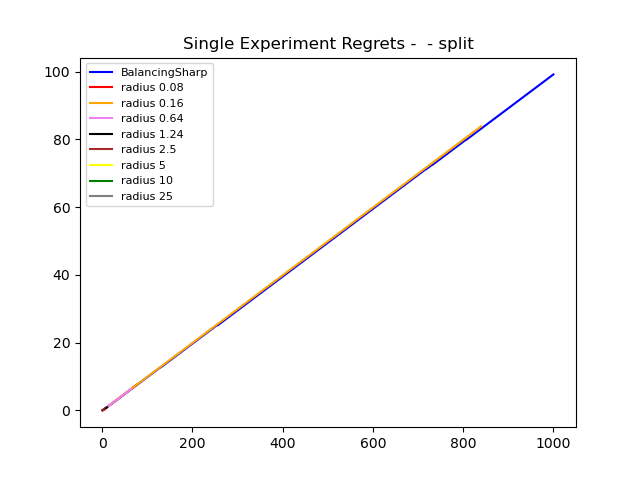 Single Experiment Regrets -  - split
100
80
60
40
20
0
BalancingSharp
radius 0.08
radius 0.16
radius 0.64
radius 1.24
radius 2.5
radius 5
radius 10
radius 25
0 200 400 600 800 1000